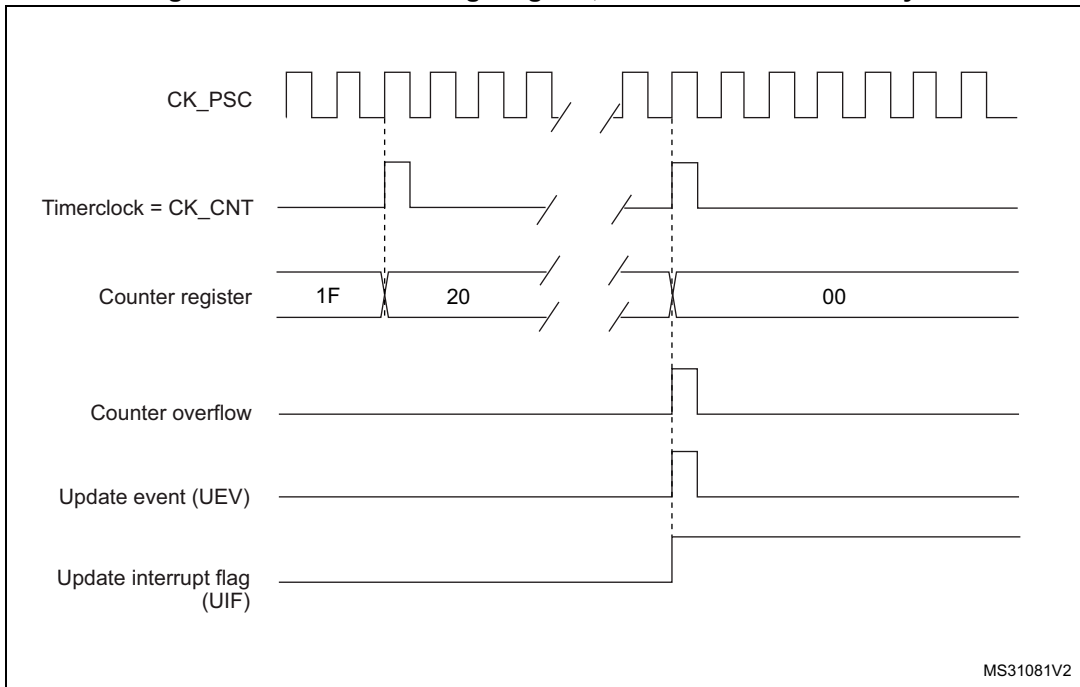 CK_PSC
Timerclock = CK_CNT
Counter register
1F
20
00
Counter overflow
Update event (UEV)
Update interrupt flag
(UIF)
MS31081V2